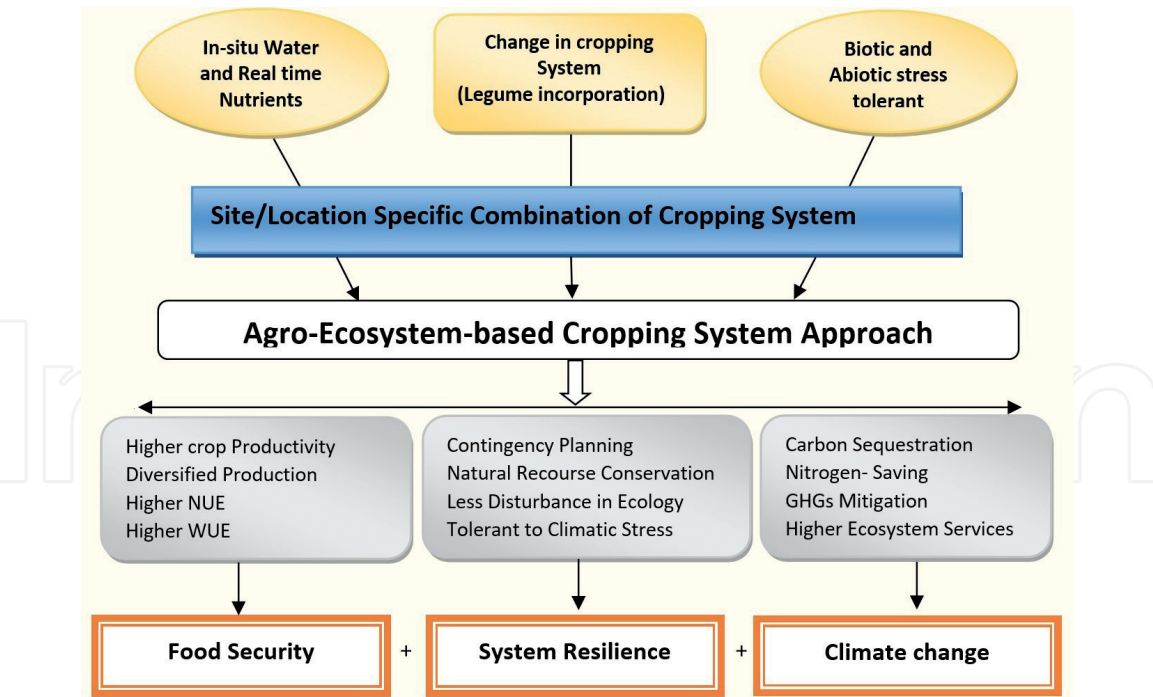 In-situ Water
and Real time
Nutrients
Change in cropping
System
(Legume incorporation)
Biotic and
Abiotic stress
tolerant
Site/Location Specific Combination of Cropping System
Agro-Ecosystem-based Cropping System Approach
Higher crop Productivity
Diversified Production
Higher NUE
Higher WUE
Contingency Planning
Natural Recourse Conservation
Less Disturbance in Ecology
Tolerant to Climatic Stress
Carbon Sequestration
Nitrogen- Saving
GHGs Mitigation
Higher Ecosystem Services
Food Security
+
System Resilience
+
Climate change